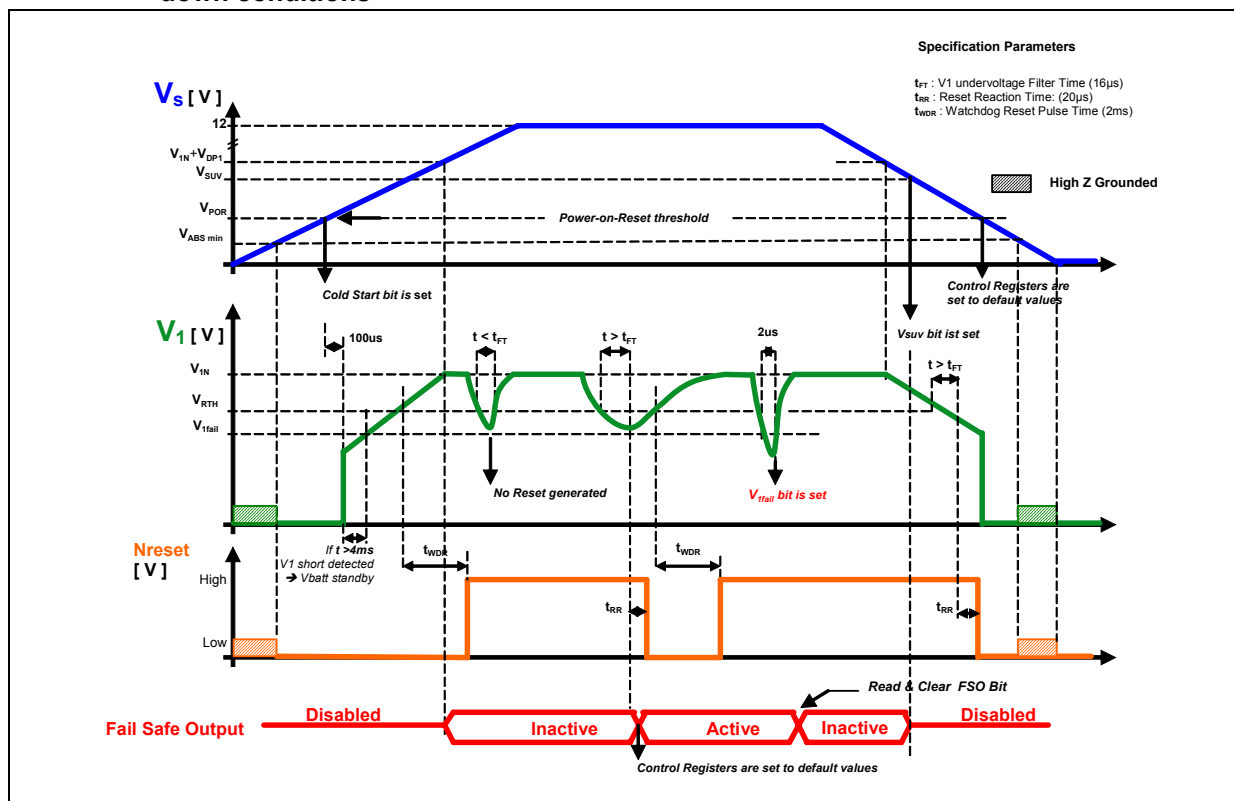 down conditions
Specification Parameters
tFT : V1 undervoltage Filter Time (16µs)
tRR : Reset Reaction Time: (20µs)
tWDR : Watchdog Reset Pulse Time (2ms)
High Z Grounded
Vs [ V ]
12
V1N+VDP1
VSUV
VPOR
VABS min
Power-on-Reset threshold
Cold Start bit is set
Control Registers are
set to default values
Vsuv bit ist set
V1 [ V ]
100us
t < tFT
t > tFT
2us
t > tFT
V1N
VRTH
V1fail
No Reset generated
V1fail bit is set
If t >4ms
V1 short detected
➔ Vbatt standby
Nreset
[ V ]
High
Low
tWDR
tRR
tWDR
tRR
Read & Clear FSO Bit
Fail Safe Output
Disabled
Inactive
Active
Inactive
Disabled
Control Registers are set to default values